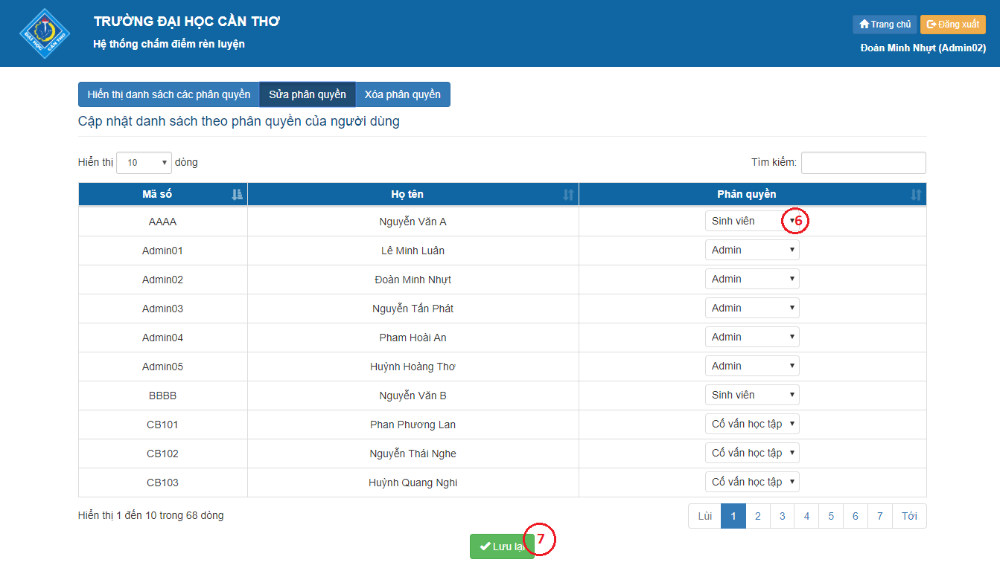 TRƯỜNG ĐẠI HỌC CẦN THƠ
Hệ thống chấm điểm rèn luyện
Trang chủ Đăng xuất
Đoàn Minh Nhựt (Admin02)
ĐẠI HỌC CẦN THƠ
Hiển thị danh sách các phân quyền Sửa phân quyền Xóa phân quyền
Cập nhật danh sách theo phân quyền của người dùng
Hiển thị 10 dòng Tìm kiếm:
Mã số Họ tên Phân quyền
AAAA Nguyễn Văn A Sinh viên 6
Admin01 Lê Minh Luân Admin
Admin02 Đoàn Minh Nhựt Admin
Admin03 Nguyễn Tấn Phát Admin
Admin04 Pham Hoài An Admin
Admin05 Huỳnh Hoàng Thơ Admin
BBBB Nguyễn Văn B Sinh viên
CB101 Phan Phương Lan Cố vấn học tập
CB102 Nguyễn Thái Nghe Cố vấn học tập
CB103 Huỳnh Quang Nghi Cố vấn học tập
Hiển thị 1 đến 10 trong 68 dòng Lùi 1 2 3 4 5 6 7 Tới
Lưu lại 7